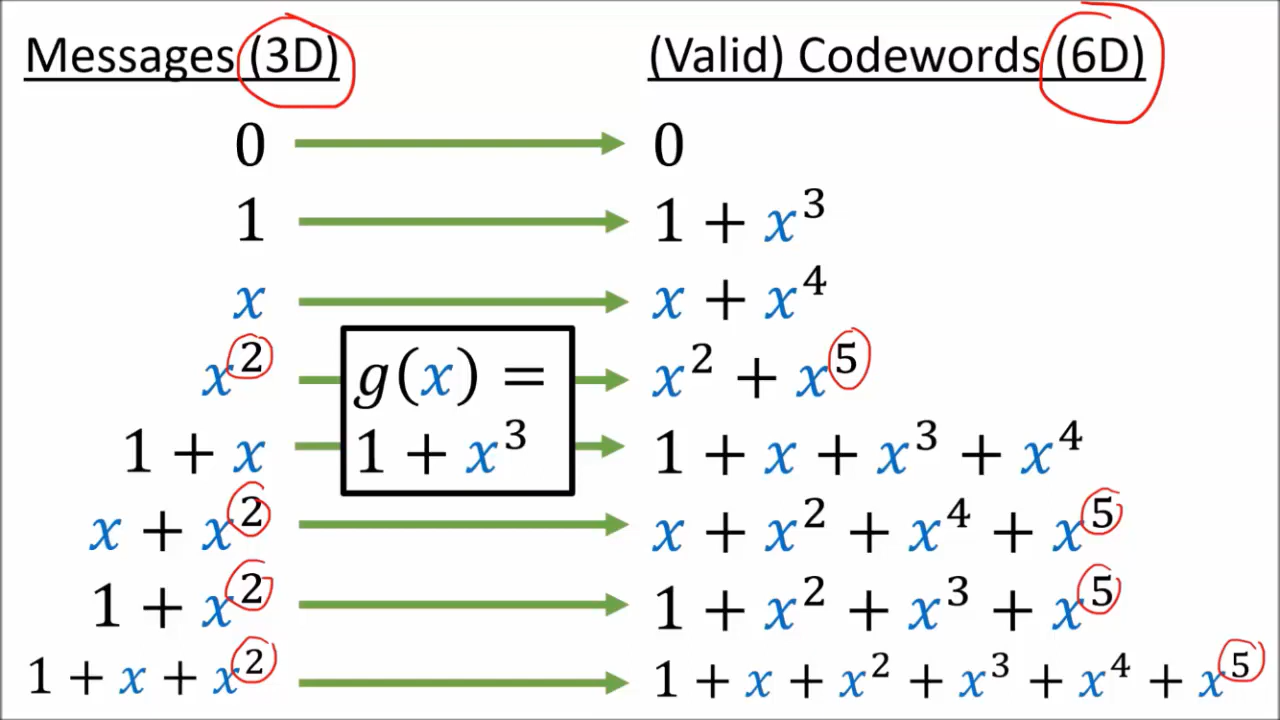 Messages (3D) (Valid) Codewords (6D)
0 0
1 1 + x³
x x + x⁴
x² x² + x⁵
g(x) =
1 + x³
1 + x 1 + x + x³ + x⁴
x + x² x + x² + x⁴ + x⁵
1 + x² 1 + x² + x³ + x⁵
1 + x + x² 1 + x + x² + x³ + x⁴ + x⁵